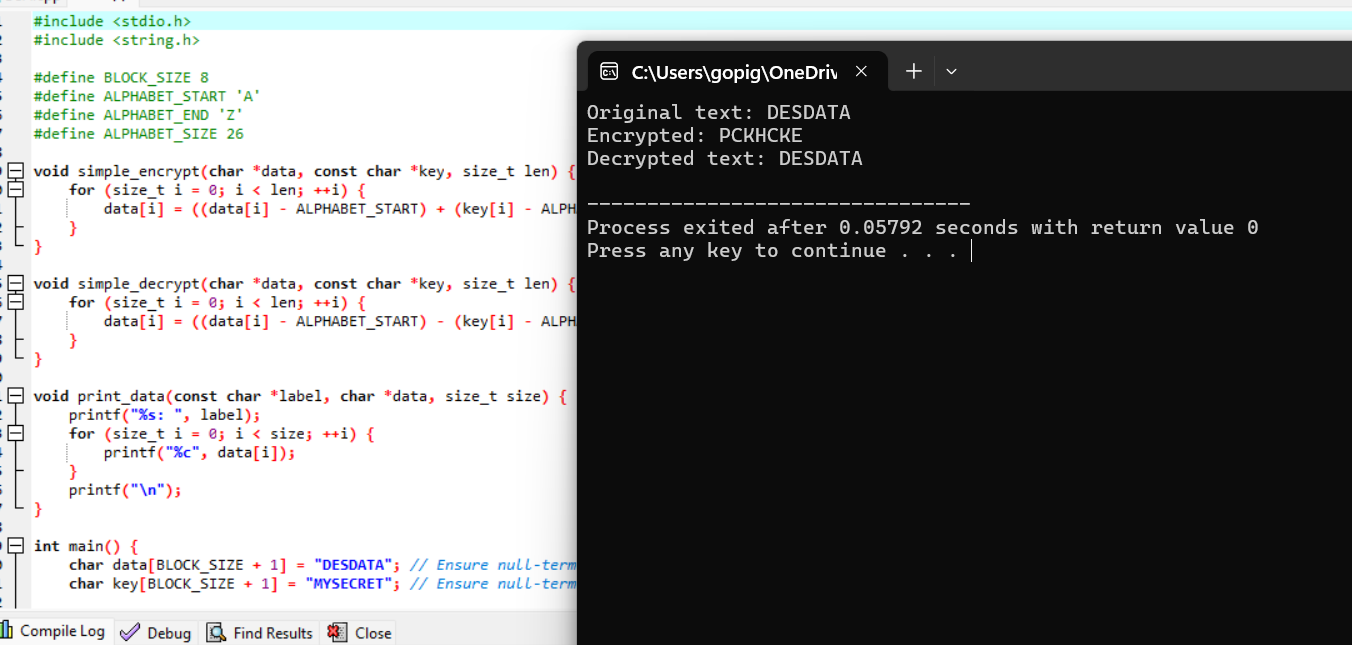 #include <stdio.h>
#include <string.h>
#define BLOCK_SIZE 8
#define ALPHABET_START 'A'
#define ALPHABET_END 'Z'
#define ALPHABET_SIZE 26
void simple_encrypt(char *data, const char *key, size_t len) {
for (size_t i = 0; i < len; ++i) {
data[i] = ((data[i] - ALPHABET_START) + (key[i] - ALPH
}
}
void simple_decrypt(char *data, const char *key, size_t len) {
for (size_t i = 0; i < len; ++i) {
data[i] = ((data[i] - ALPHABET_START) - (key[i] - ALPH
}
}
void print_data(const char *label, char *data, size_t size) {
printf("%s: ", label);
for (size_t i = 0; i < size; ++i) {
printf("%c", data[i]);
}
printf("\n");
}
int main() {
char data[BLOCK_SIZE + 1] = "DESDATA"; // Ensure null-term
char key[BLOCK_SIZE + 1] = "MYSECRET"; // Ensure null-term
Compile Log Debug Find Results Close
C:\Users\gopig\OneDriv
Original text: DESDATA
Encrypted: PCKHCKE
Decrypted text: DESDATA
--------------------------------
Process exited after 0.05792 seconds with return value 0
Press any key to continue . . .